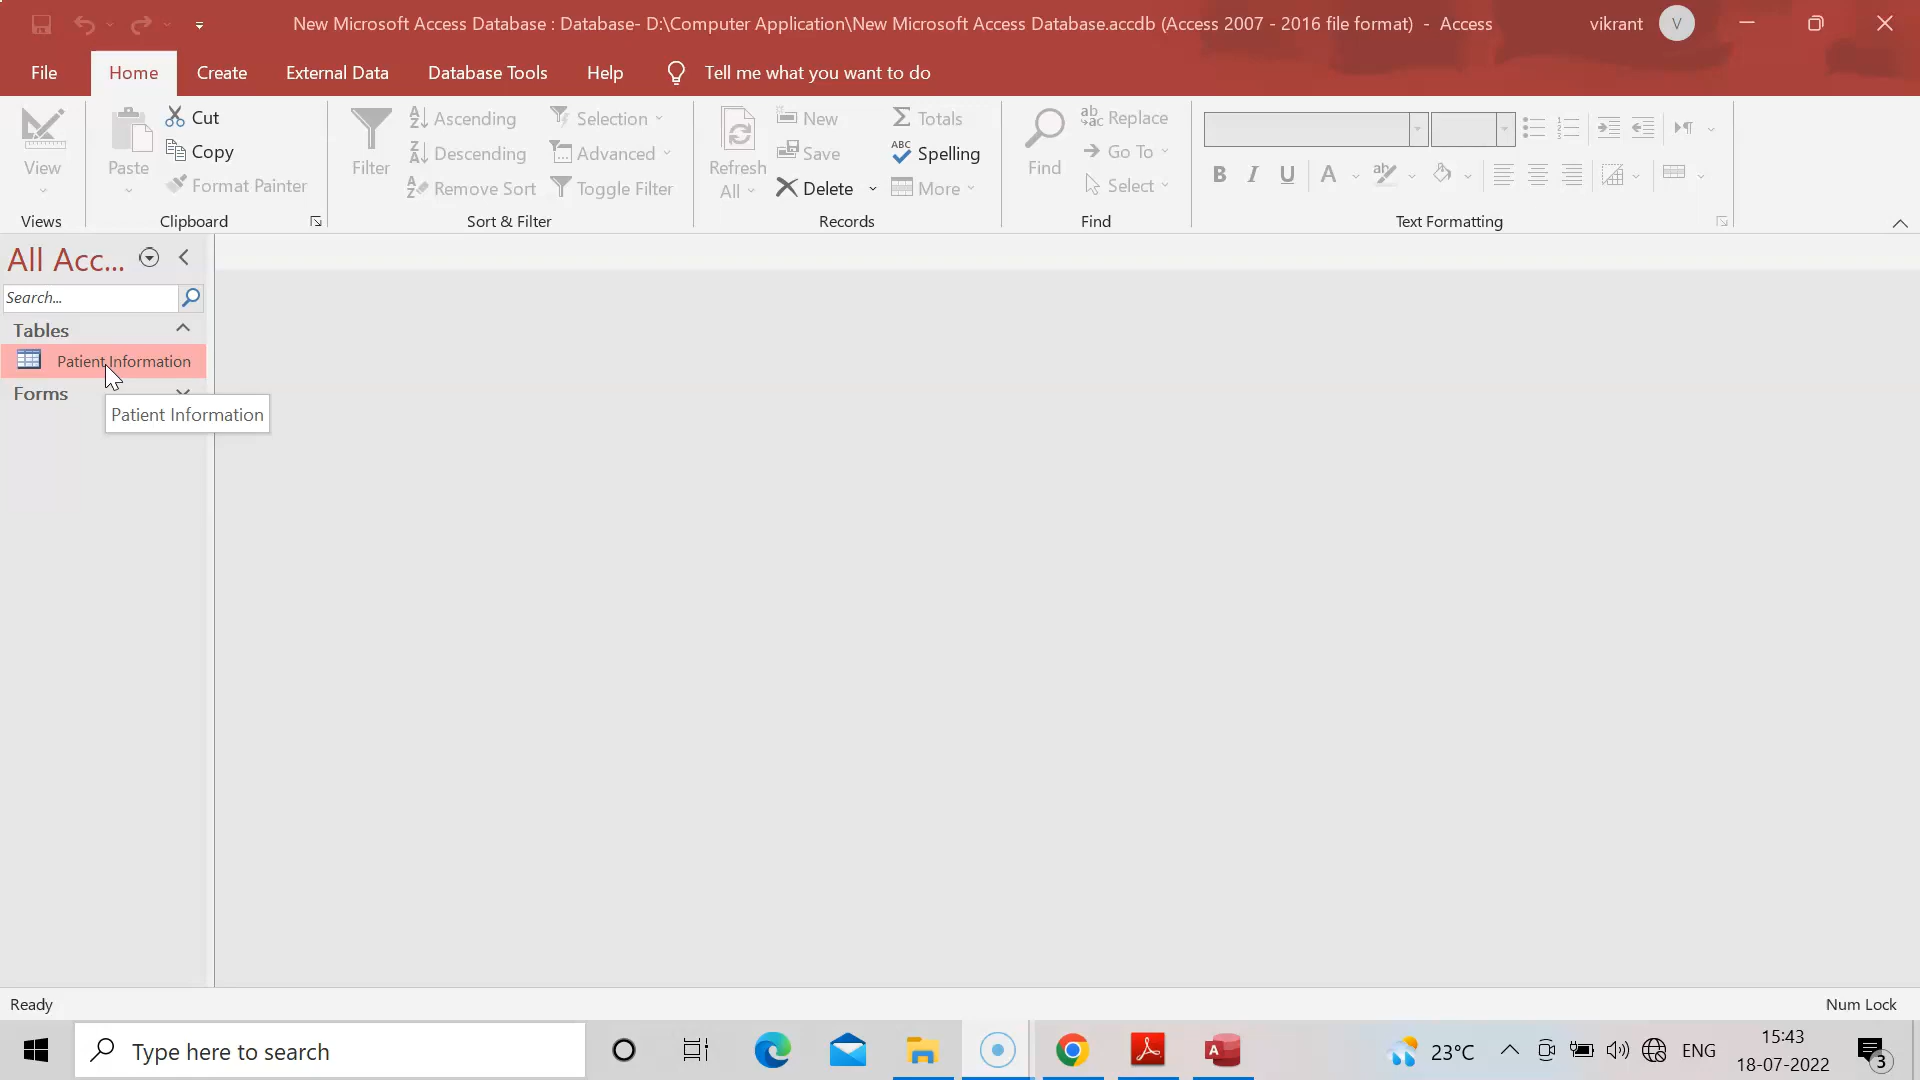 New Microsoft Access Database : Database- D:\Computer Application\New Microsoft Access Database.accdb (Access 2007 - 2016 file format) - Access
vikrant V
File Home Create External Data Database Tools Help Tell me what you want to do
View
Views
Paste
Cut
Copy
Format Painter
Clipboard
Filter
Ascending
Descending
Remove Sort
Selection
Advanced
Toggle Filter
Sort & Filter
Refresh
All
New
Save
Delete
Totals
Spelling
More
Records
Find
Replace
Go To
Select
Find
B I U A
Text Formatting
All Acc...
Search...
Tables
Patient Information
Forms
Patient Information
Ready
Num Lock
Type here to search
23°C
ENG
15:43
18-07-2022
3